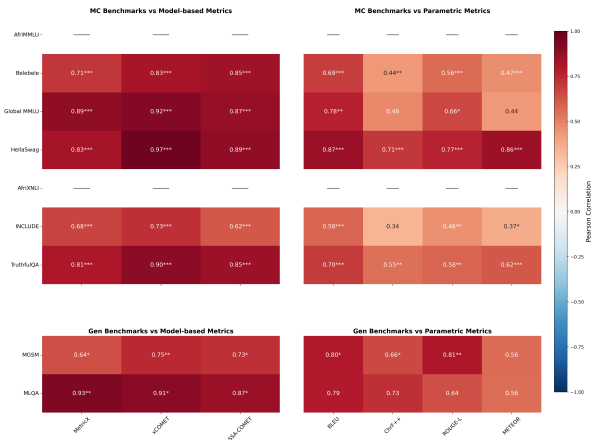 MC Benchmarks vs Model-based Metrics
MC Benchmarks vs Parametric Metrics
AfriMMLU
Belebele 0.71*** 0.83*** 0.85*** 0.69*** 0.44** 0.56*** 0.47***
Global MMLU 0.89*** 0.92*** 0.87*** 0.78** 0.48 0.66* 0.44
HellaSwag 0.83*** 0.97*** 0.89*** 0.87*** 0.71*** 0.77*** 0.86***
AfriXNLI
INCLUDE 0.68*** 0.73*** 0.62*** 0.58*** 0.34 0.46** 0.37*
TruthfulQA 0.81*** 0.90*** 0.85*** 0.70*** 0.55** 0.58** 0.62***
Gen Benchmarks vs Model-based Metrics
Gen Benchmarks vs Parametric Metrics
MGSM 0.64* 0.75** 0.73* 0.80* 0.66* 0.81** 0.56
MLQA 0.93** 0.91* 0.87* 0.79 0.73 0.64 0.56
MetricX xCOMET SSA-COMET BLEU ChrF++ ROUGE-L METEOR
1.00
0.75
0.50
0.25
0.00
−0.25
−0.50
−0.75
−1.00
Pearson Correlation